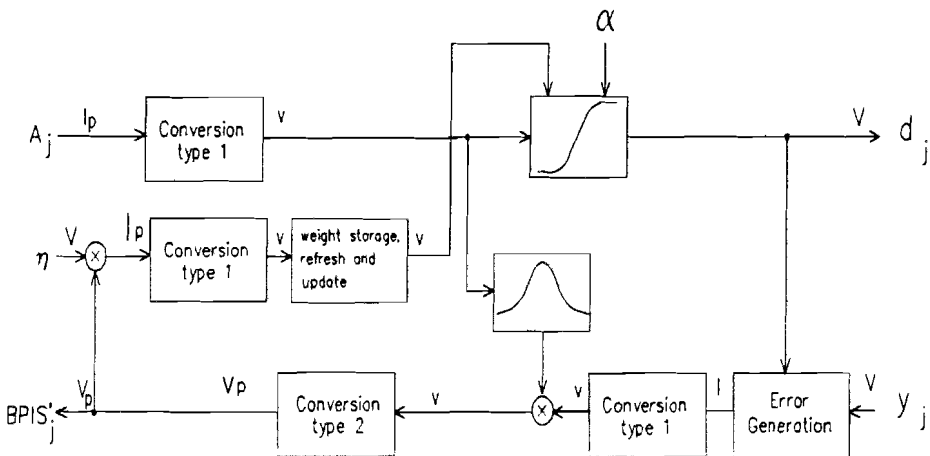 α
A_j
I_p
Conversion
type 1
v
V
d_j
η
V
×
I_p
Conversion
type 1
v
weight storage,
refresh and
update
v
BPIS'_j
V_p
V_p
Conversion
type 2
v
×
v
Conversion
type 1
I
Error
Generation
V
y_j